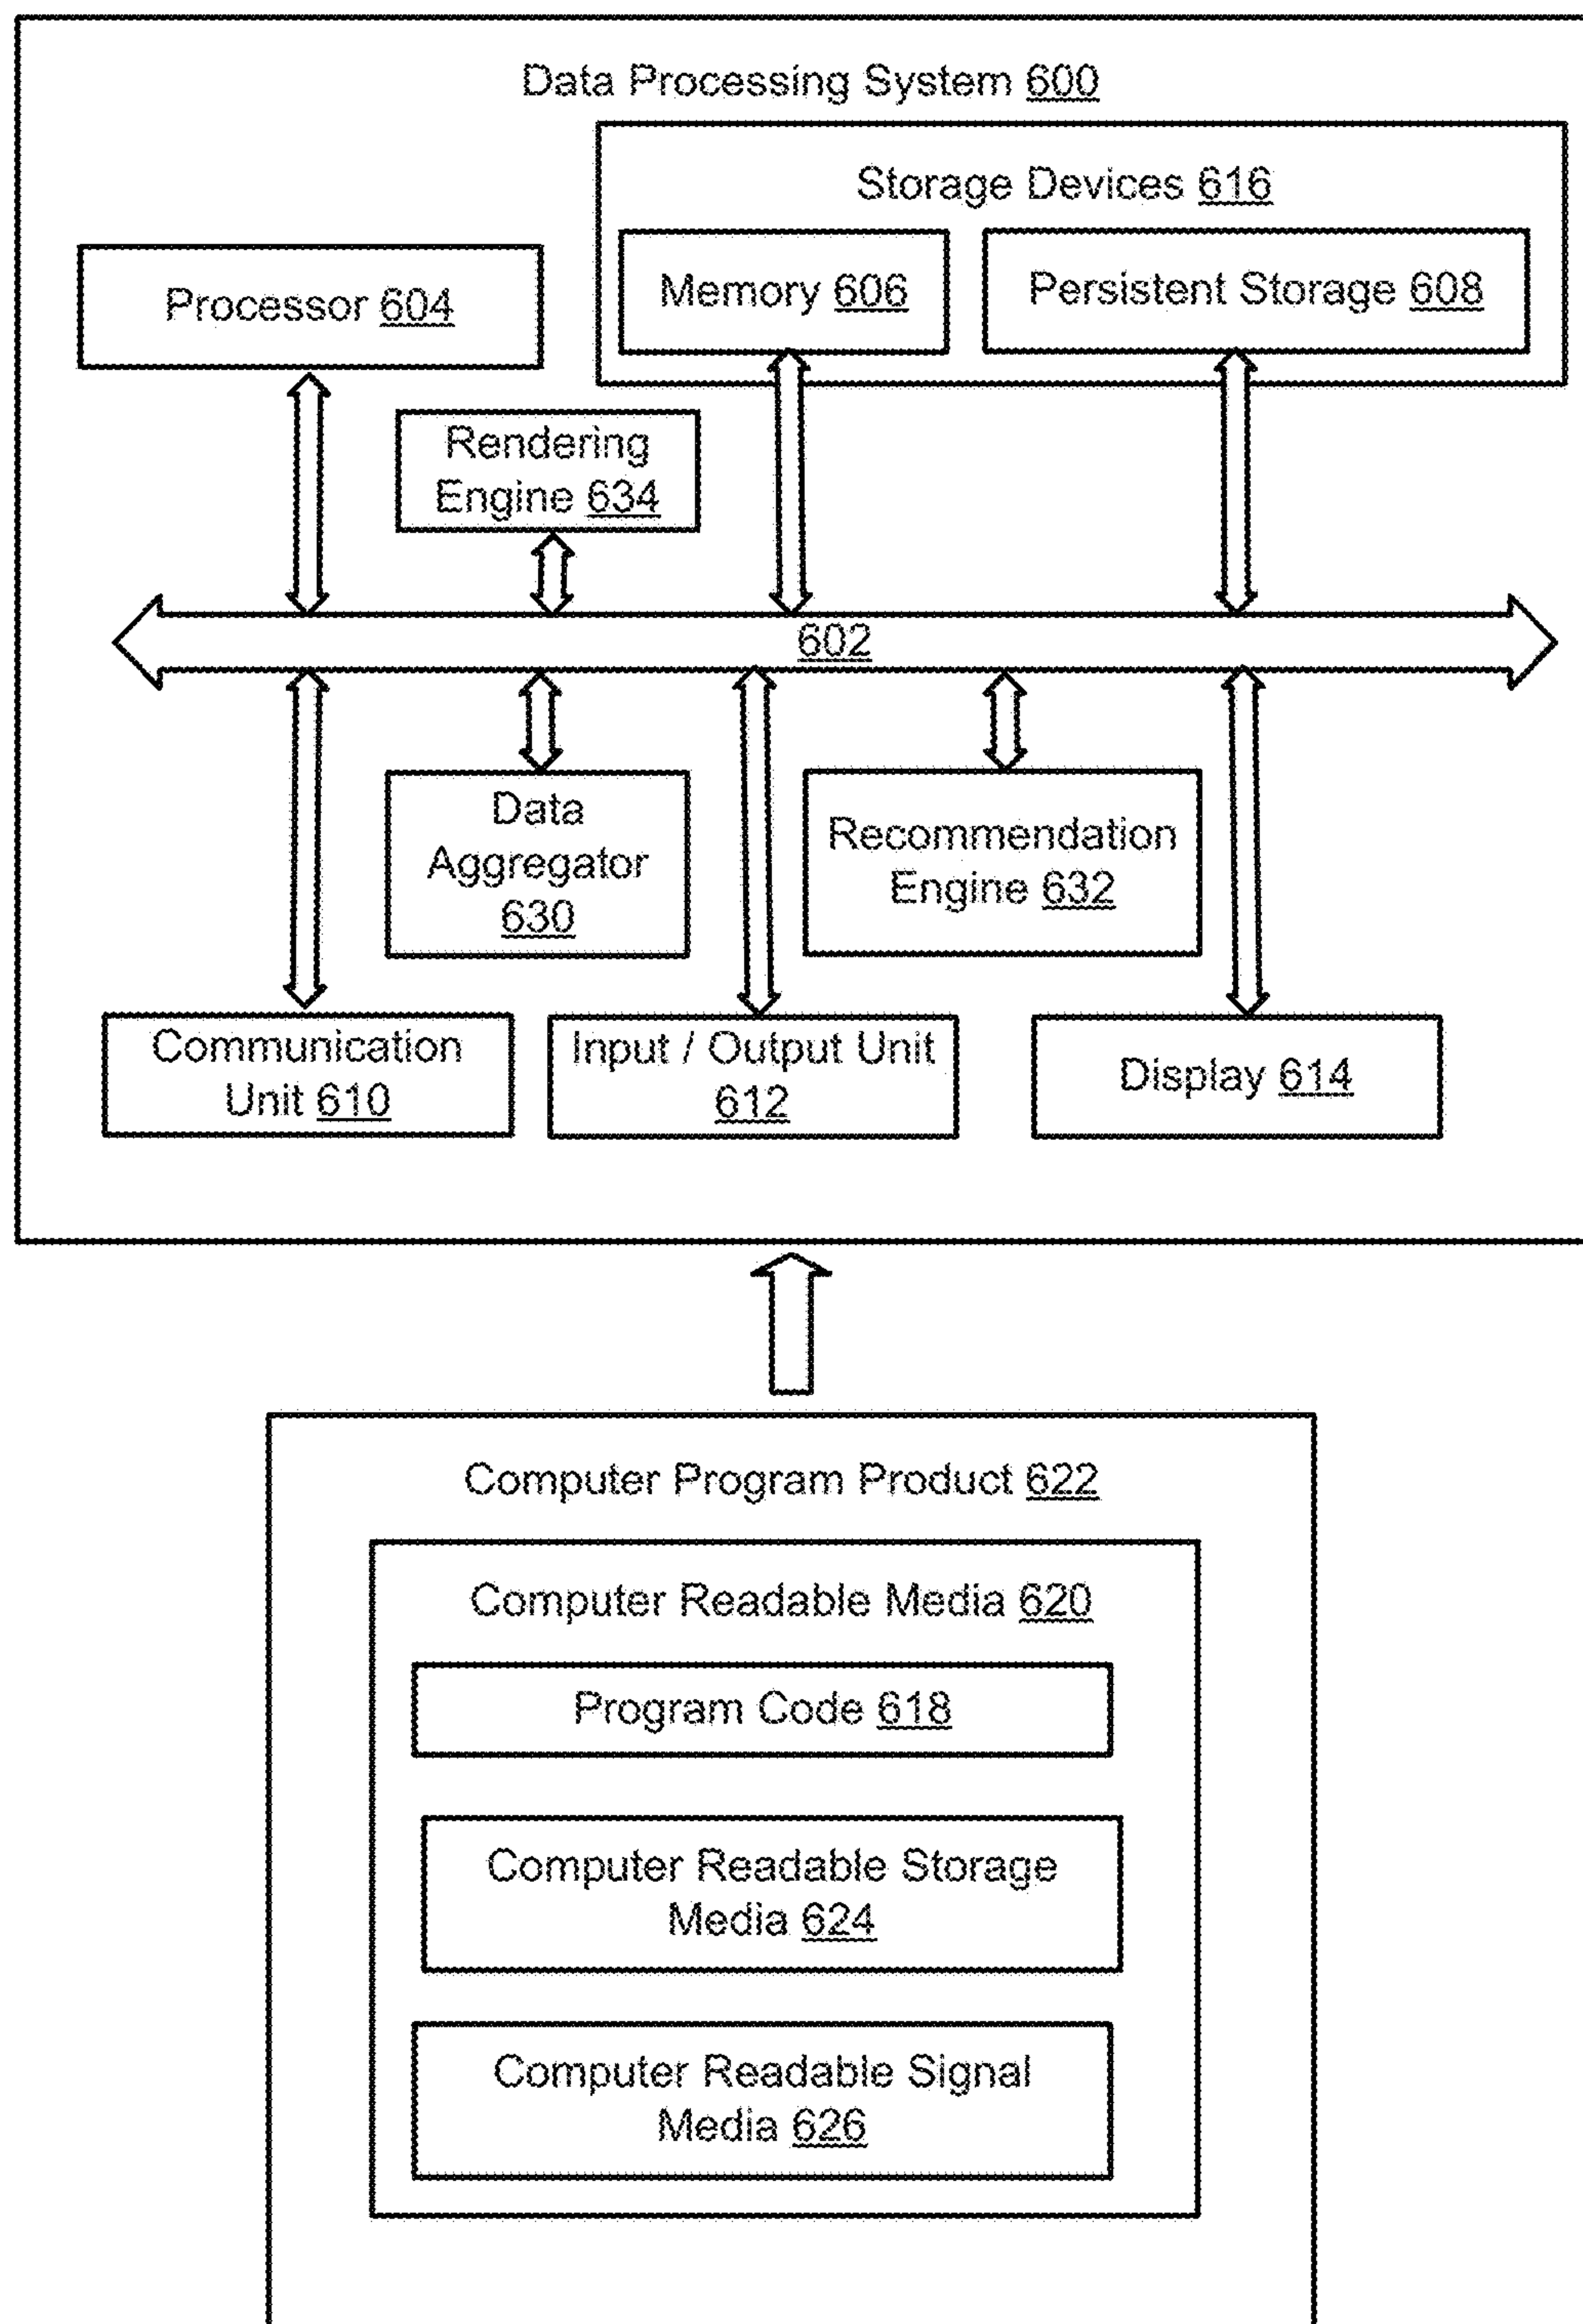 Data Processing System 600
Storage Devices 616
Processor 604
Memory 606
Persistent Storage 608
Rendering
Engine 634
602
Data
Aggregator
630
Recommendation
Engine 632
Communication
Unit 610
Input / Output Unit
612
Display 614
Computer Program Product 622
Computer Readable Media 620
Program Code 618
Computer Readable Storage
Media 624
Computer Readable Signal
Media 626